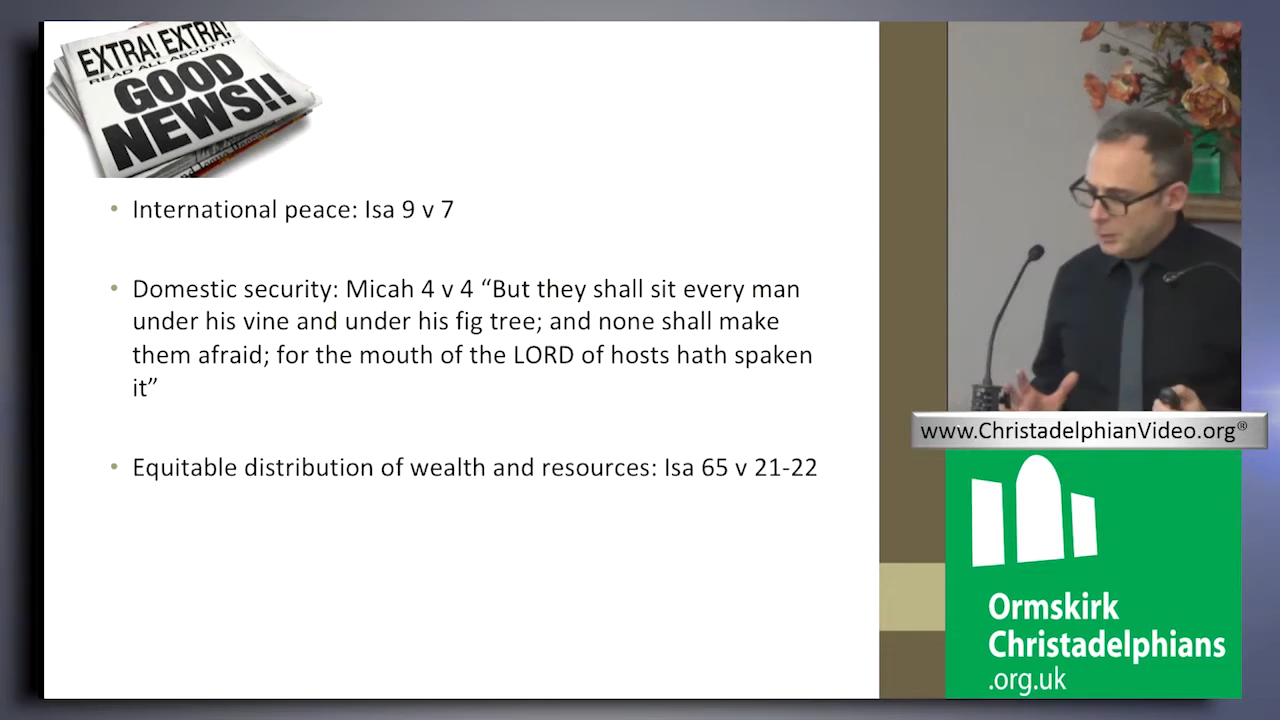 EXTRA! EXTRA!
READ ALL ABOUT IT!
GOOD
NEWS!!
• International peace: Isa 9 v 7
• Domestic security: Micah 4 v 4 “But they shall sit every man
under his vine and under his fig tree; and none shall make
them afraid; for the mouth of the LORD of hosts hath spaken
it”
• Equitable distribution of wealth and resources: Isa 65 v 21-22
www.ChristadelphianVideo.org®
Ormskirk
Christadelphians
.org.uk